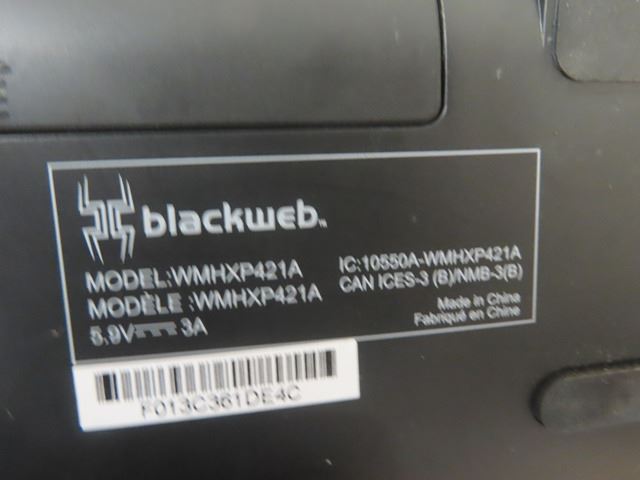 blackweb™
MODEL:WMHXP421A
MODÈLE :WMHXP421A
5.9V⎓ 3A
IC:10550A-WMHXP421A
CAN ICES-3 (B)/NMB-3(B)
Made in China
Fabriqué en Chine
F013C361DE4C